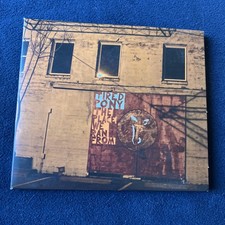 TIRED
PONY
THE
PLACE
WE
RAN
FROM